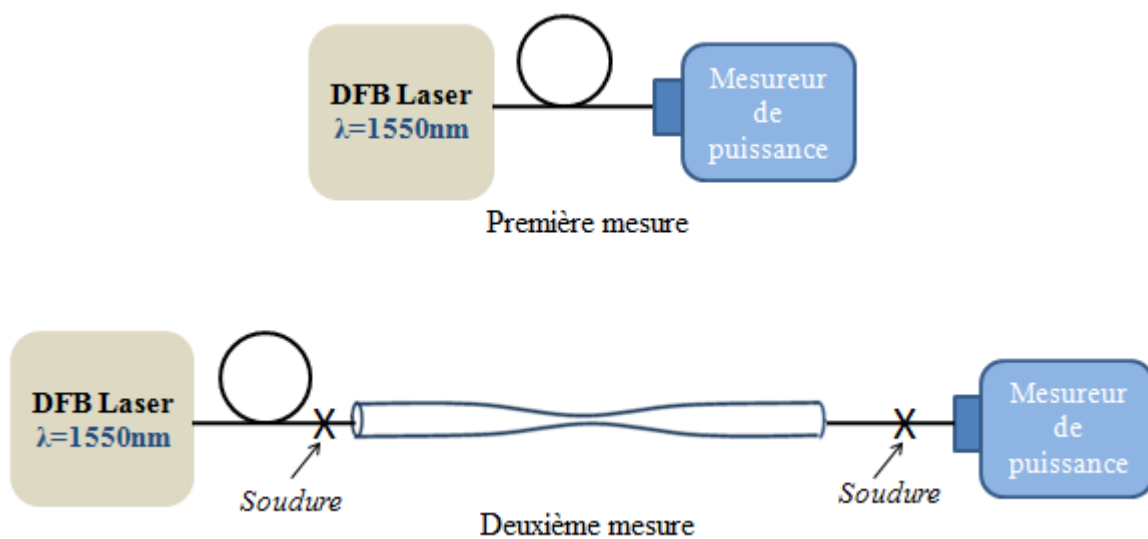 DFB Laser
λ=1550nm
Mesureur
de
puissance
Première mesure
DFB Laser
λ=1550nm
Soudure
Soudure
Mesureur
de
puissance
Deuxième mesure